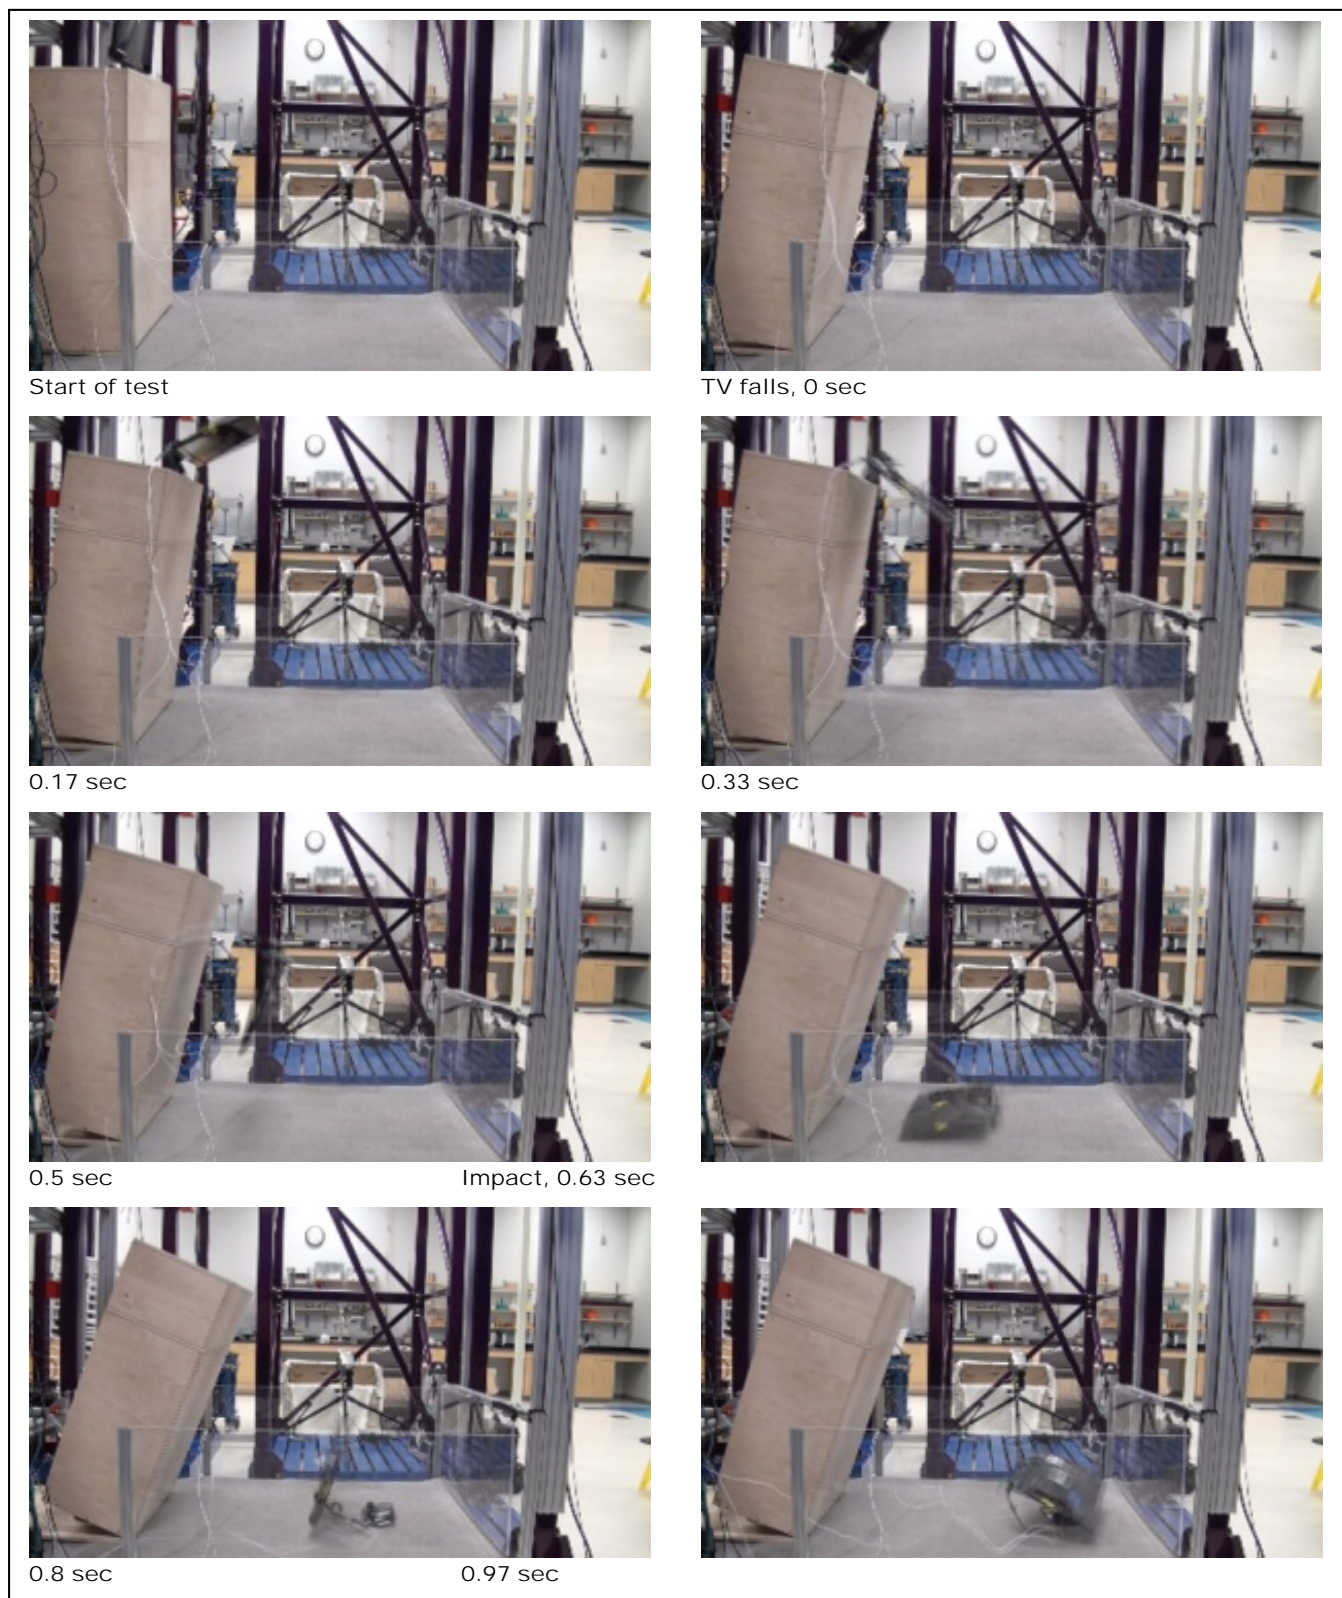 Start of test
TV falls, 0 sec
0.17 sec
0.33 sec
0.5 sec
Impact, 0.63 sec
0.8 sec
0.97 sec